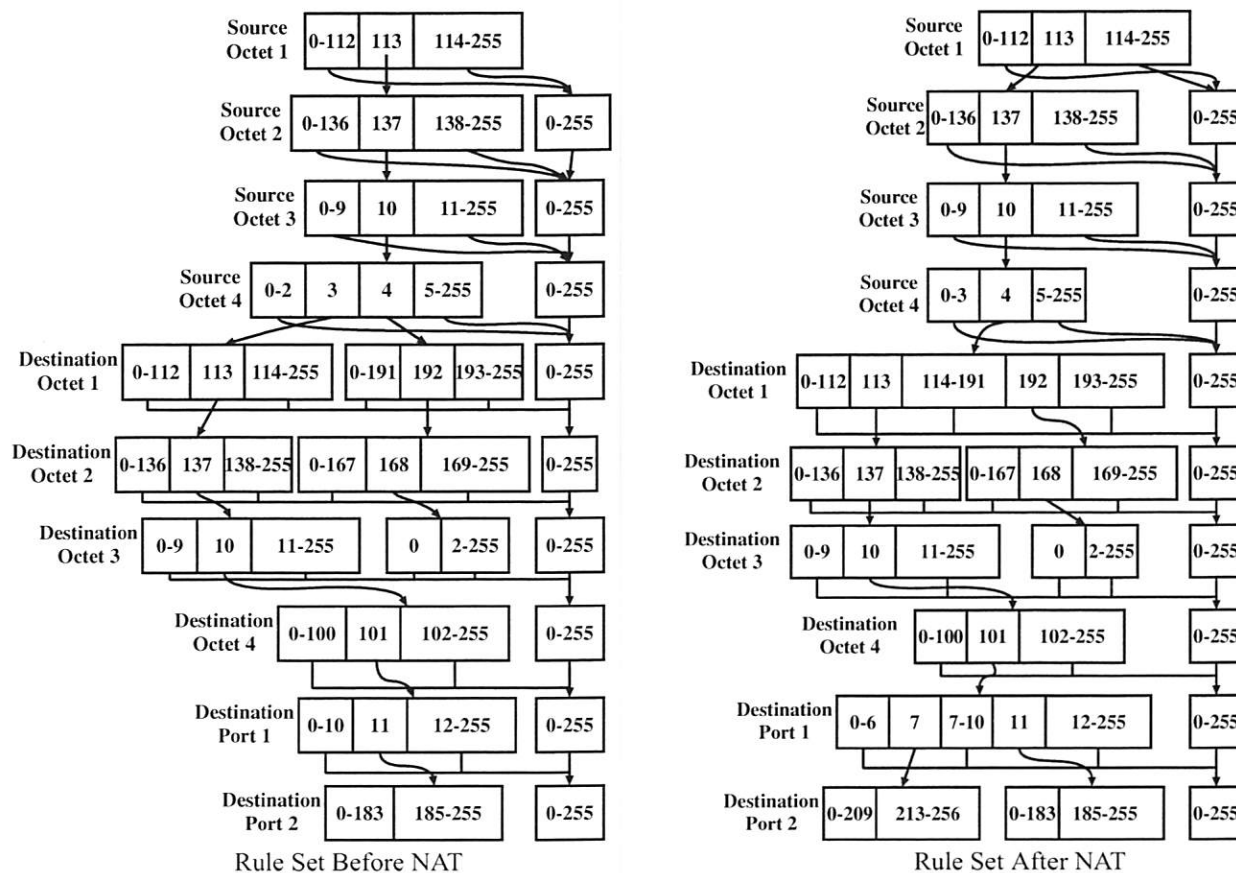 Source
Octet 1
0-112 113 114-255
Source
Octet 2
0-136 137 138-255 0-255
Source
Octet 3
0-9 10 11-255 0-255
Source
Octet 4
0-2 3 4 5-255 0-255
Destination
Octet 1
0-112 113 114-255 0-191 192 193-255 0-255
Destination
Octet 2
0-136 137 138-255 0-167 168 169-255 0-255
Destination
Octet 3
0-9 10 11-255 0 2-255 0-255
Destination
Octet 4
0-100 101 102-255 0-255
Destination
Port 1
0-10 11 12-255 0-255
Destination
Port 2
0-183 185-255 0-255
Rule Set Before NAT
Source
Octet 1
0-112 113 114-255
Source
Octet 2
0-136 137 138-255 0-255
Source
Octet 3
0-9 10 11-255 0-255
Source
Octet 4
0-3 4 5-255 0-255
Destination
Octet 1
0-112 113 114-191 192 193-255 0-255
Destination
Octet 2
0-136 137 138-255 0-167 168 169-255 0-255
Destination
Octet 3
0-9 10 11-255 0 2-255 0-255
Destination
Octet 4
0-100 101 102-255 0-255
Destination
Port 1
0-6 7 7-10 11 12-255 0-255
Destination
Port 2
0-209 213-256 0-183 185-255 0-255
Rule Set After NAT